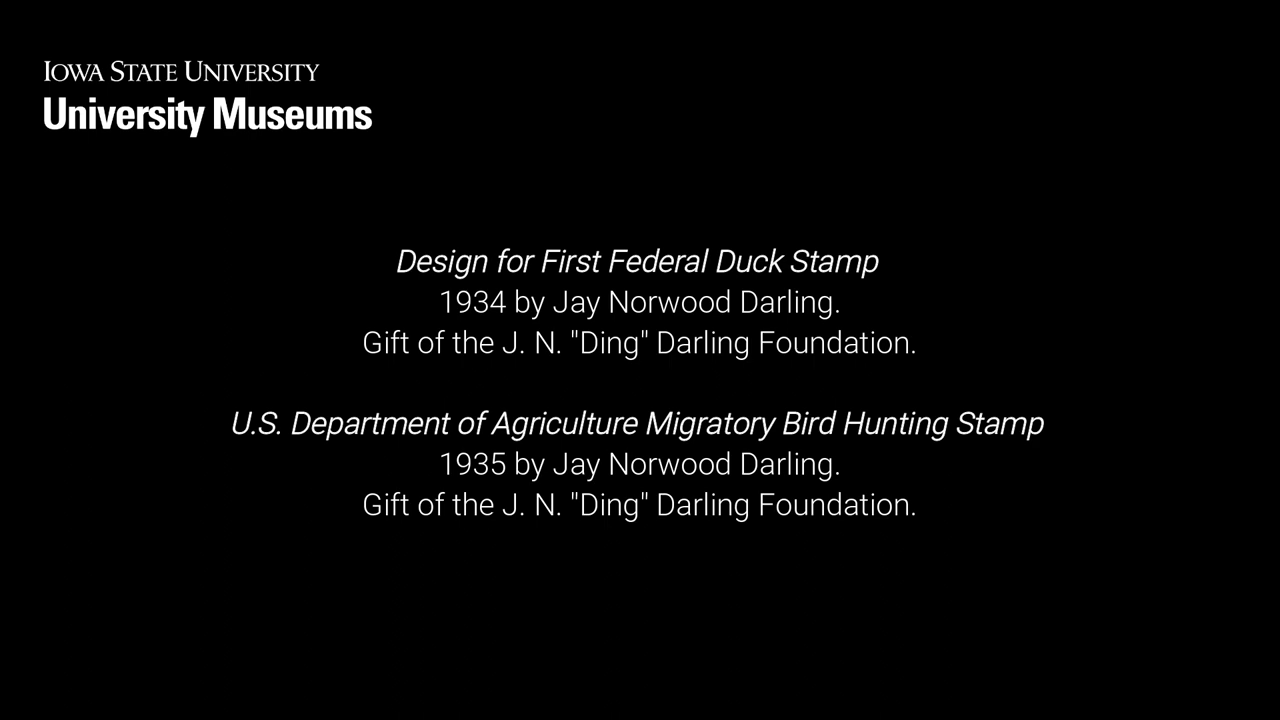 IOWA STATE UNIVERSITY
University Museums
Design for First Federal Duck Stamp
1934 by Jay Norwood Darling.
Gift of the J. N. "Ding" Darling Foundation.
U.S. Department of Agriculture Migratory Bird Hunting Stamp
1935 by Jay Norwood Darling.
Gift of the J. N. "Ding" Darling Foundation.